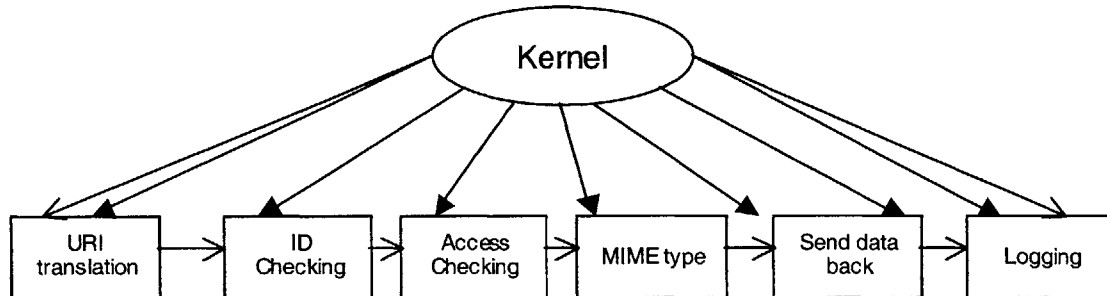 Kernel
URI
translation
ID
Checking
Access
Checking
MIME type
Send data
back
Logging